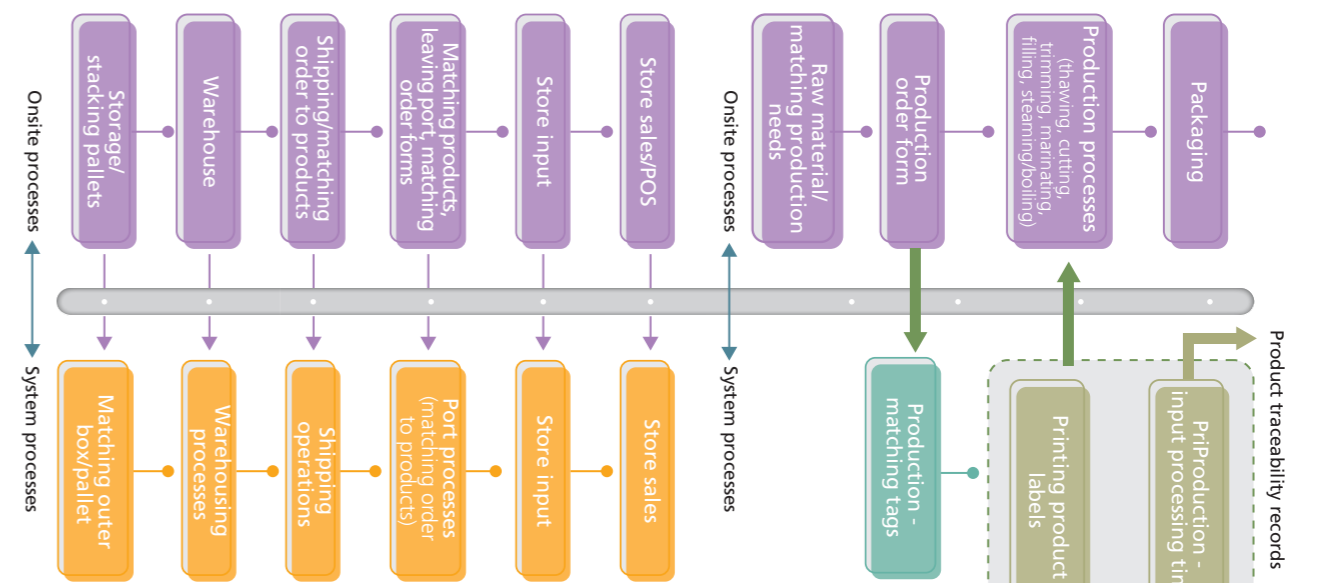 Onsite processes
Storage/
stacking pallets
Warehouse
Shipping/matching
order to products
Matching products,
leaving port, matching
order forms
Store input
Store sales/POS
System processes
Matching outer
box/pallet
Warehousing
processes
Shipping
operations
Port processes
(matching order
to products)
Store input
Store sales
Onsite processes
Raw material/
matching production
needs
Production
order form
Production processes
(thawing, cutting,
trimming, marinating,
filling, steaming/boiling)
Packaging
System processes
Production -
matching tags
Printing product
labels
PriProduction -
input processing
Product traceability records